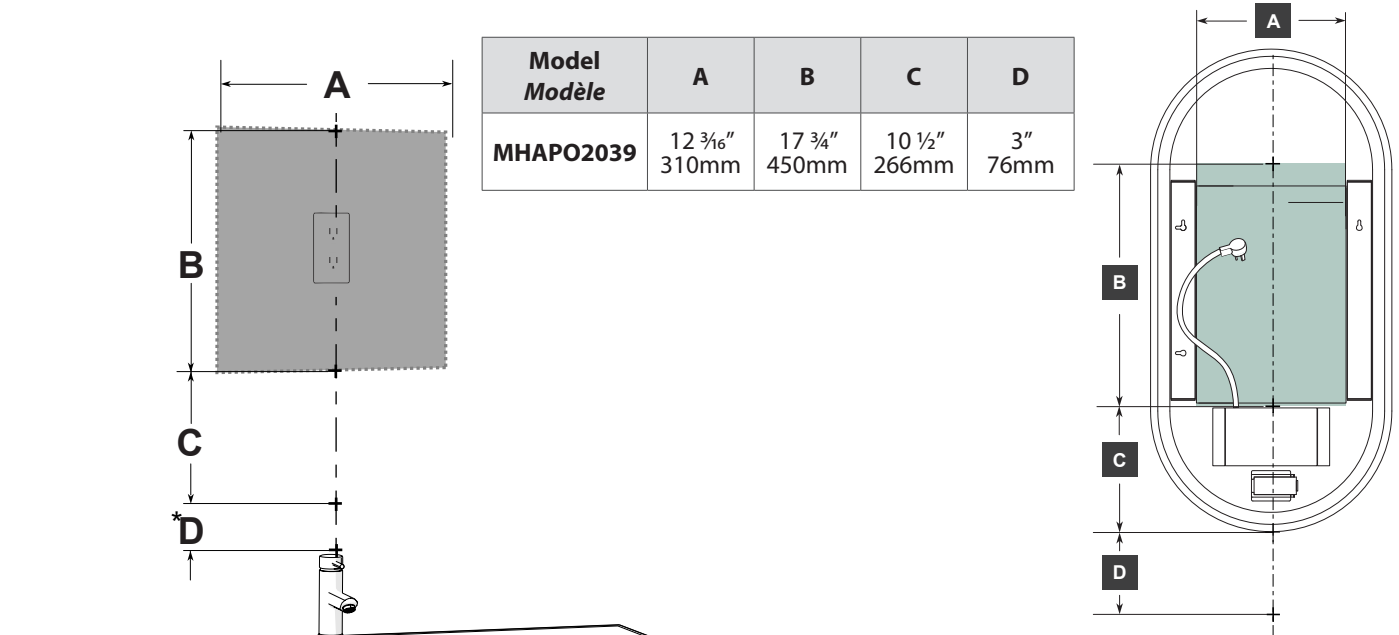 A
B
C
*D
Model A B C D
Modèle
MHAPO2039 12 3⁄16″ 17 ¾″ 10 ½″ 3″
310mm 450mm 266mm 76mm
A
B
C
D